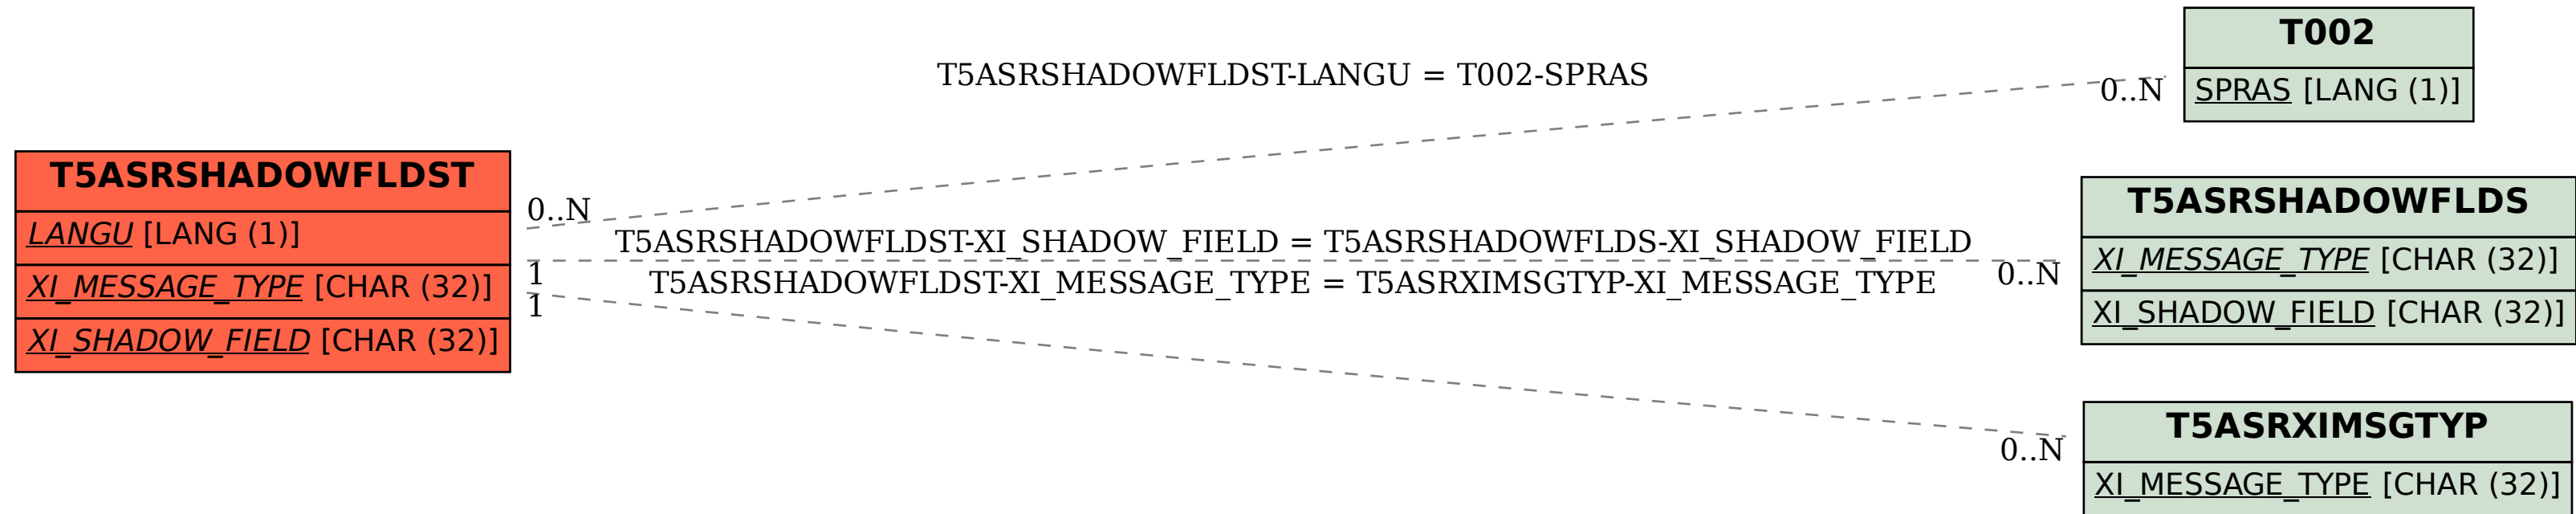 T002
SPRAS [LANG (1)]
T5ASRSHADOWFLDST-LANGU = T002-SPRAS
0..N
T5ASRSHADOWFLDST
LANGU [LANG (1)]
XI_MESSAGE_TYPE [CHAR (32)]
XI_SHADOW_FIELD [CHAR (32)]
0..N
T5ASRSHADOWFLDST-XI_SHADOW_FIELD = T5ASRSHADOWFLDS-XI_SHADOW_FIELD
1
0..N
T5ASRSHADOWFLDST-XI_MESSAGE_TYPE = T5ASRXIMSGTYP-XI_MESSAGE_TYPE
1
0..N
T5ASRSHADOWFLDS
XI_MESSAGE_TYPE [CHAR (32)]
XI_SHADOW_FIELD [CHAR (32)]
T5ASRXIMSGTYP
XI_MESSAGE_TYPE [CHAR (32)]